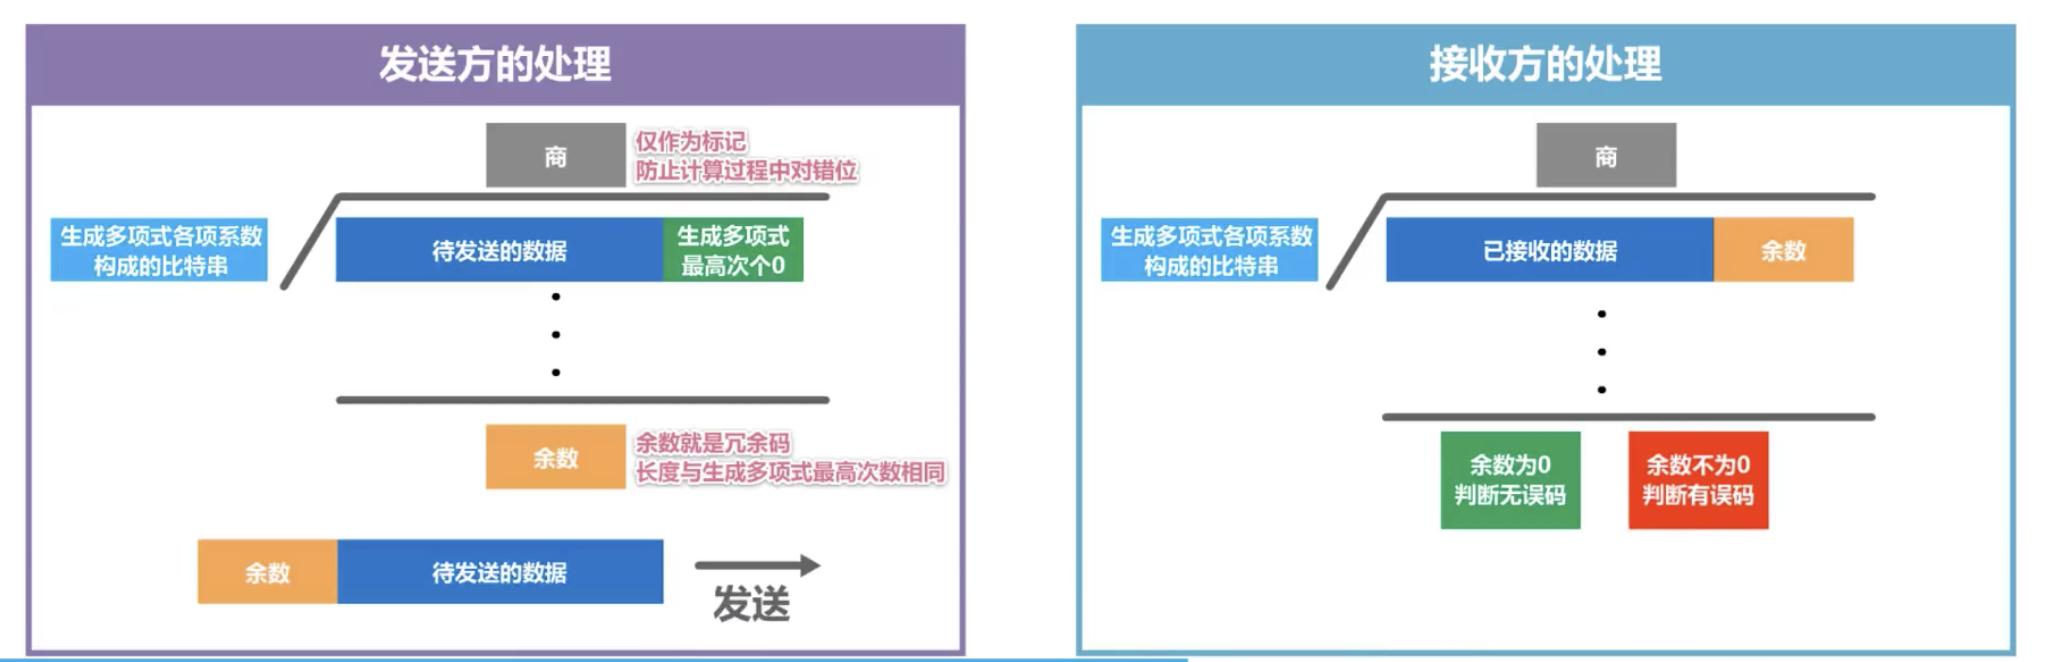 发送方的处理
商
仅作为标记
防止计算过程中对错位
生成多项式各项系数
构成的比特串
待发送的数据
生成多项式
最高次个0
余数
余数就是冗余码
长度与生成多项式最高次数相同
余数
待发送的数据
发送
接收方的处理
商
生成多项式各项系数
构成的比特串
已接收的数据
余数
余数为0
判断无误码
余数不为0
判断有误码